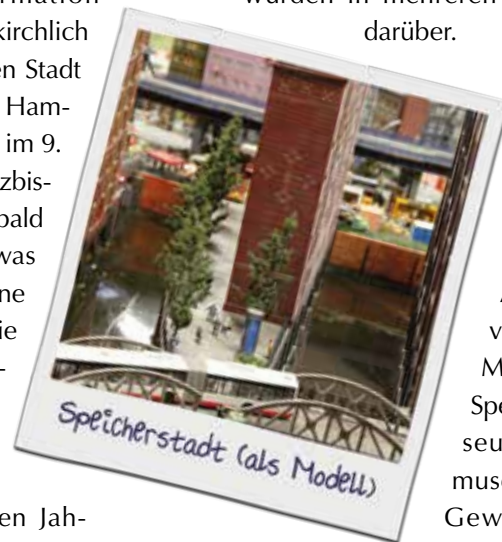 rmation
kirchlich
en Stadt
Ham-
im 9.
zbis-
bald
was
ne
ie
-
en Jah-
Speicherstadt (als Modell)
wurden in mehreren
darüber.
v
M
Spe
seu
muse
Gew